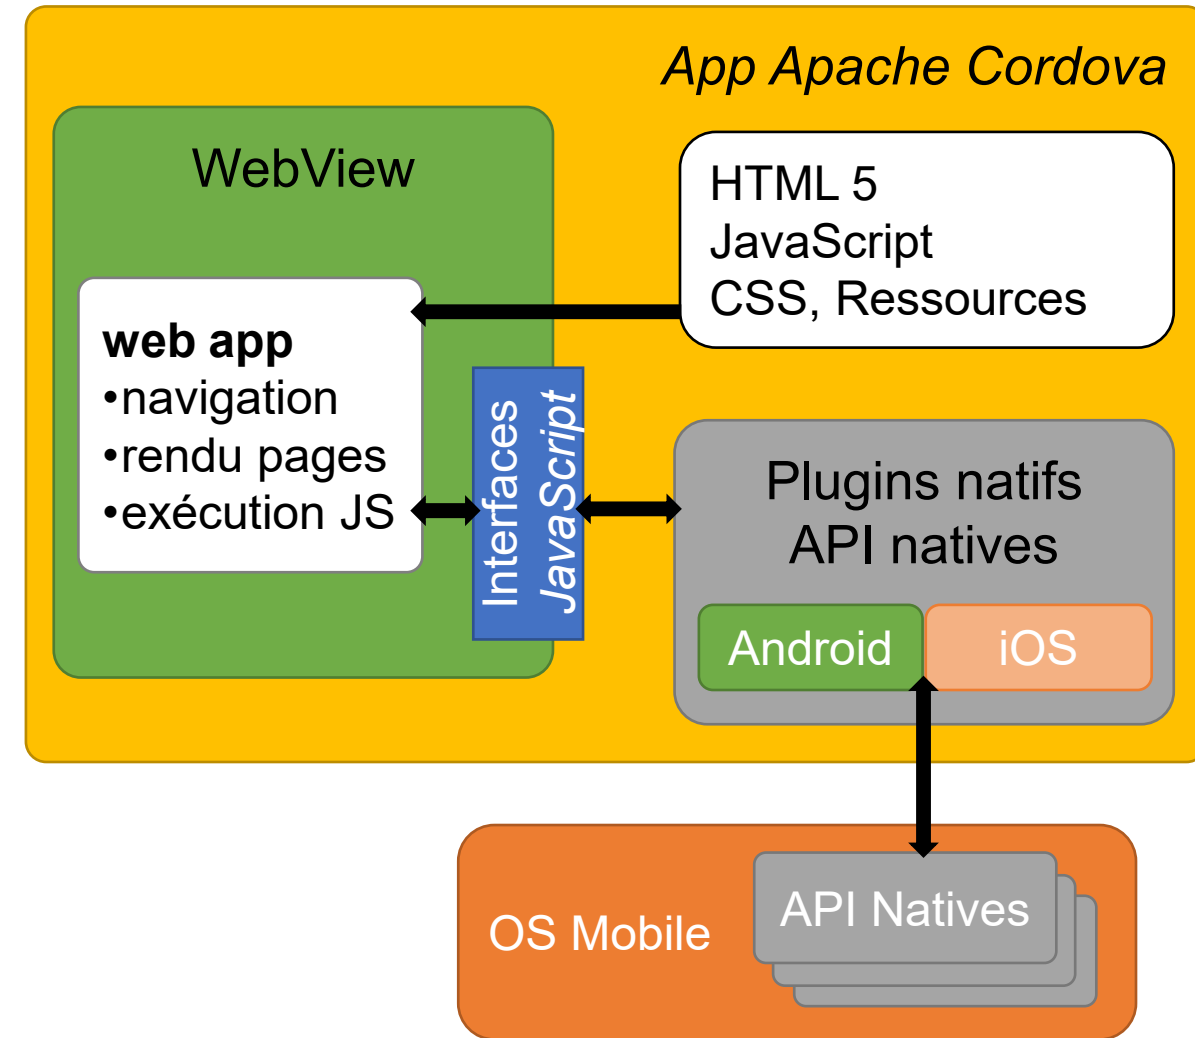 App Apache Cordova
WebView
HTML 5
JavaScript
CSS, Ressources
web app
•navigation
•rendu pages
•exécution JS
Interfaces
JavaScript
Plugins natifs
API natives
Android
iOS
OS Mobile
API Natives